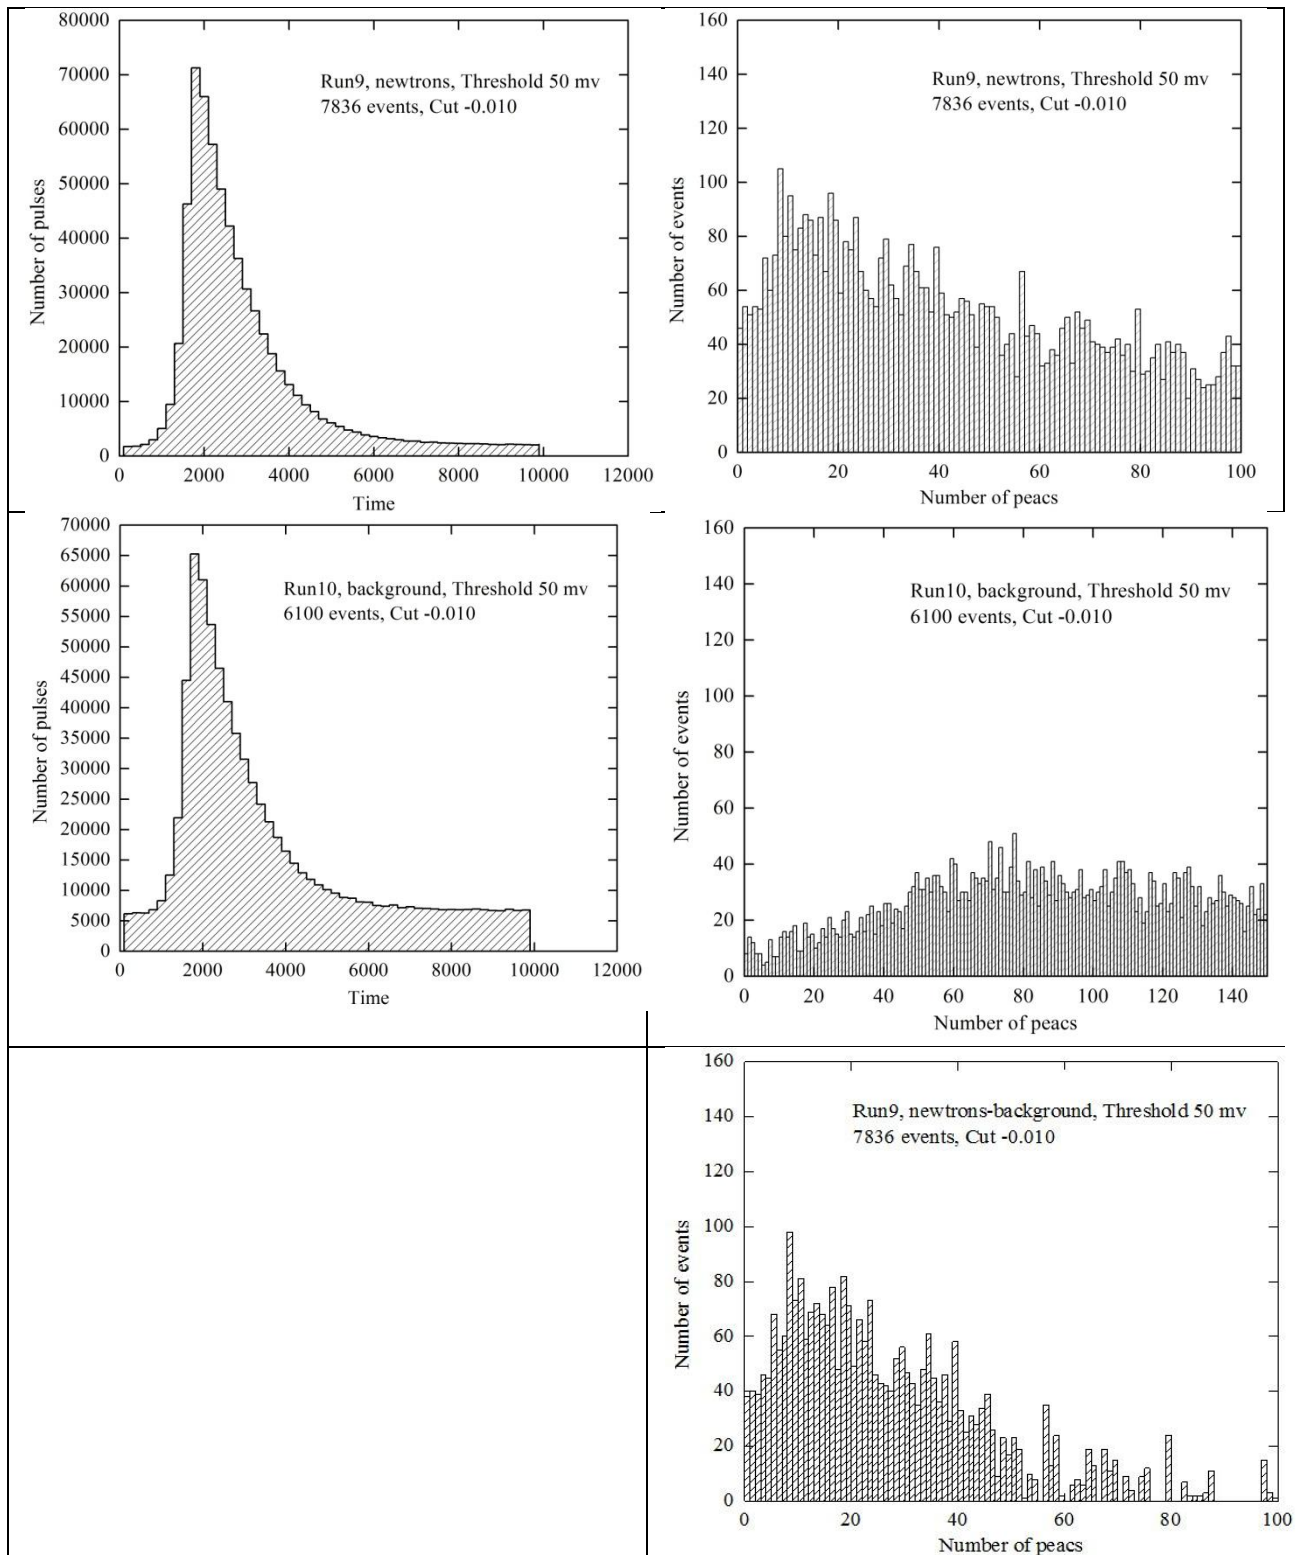 80000
70000
60000
50000
40000
30000
20000
10000
0
Number of pulses
Run9, newtrons, Threshold 50 mv
7836 events, Cut -0.010
0 2000 4000 6000 8000 10000 12000
Time
160
140
120
100
80
60
40
20
0
Number of events
Run9, newtrons, Threshold 50 mv
7836 events, Cut -0.010
0 20 40 60 80 100
Number of peacs
70000
65000
60000
55000
50000
45000
40000
35000
30000
25000
20000
15000
10000
5000
0
Number of pulses
Run10, background, Threshold 50 mv
6100 events, Cut -0.010
0 2000 4000 6000 8000 10000 12000
Time
160
140
120
100
80
60
40
20
0
Number of events
Run10, background, Threshold 50 mv
6100 events, Cut -0.010
0 20 40 60 80 100 120 140
Number of peacs
160
140
120
100
80
60
40
20
0
Number of events
Run9, newtrons-background, Threshold 50 mv
7836 events, Cut -0.010
0 20 40 60 80 100
Number of peacs